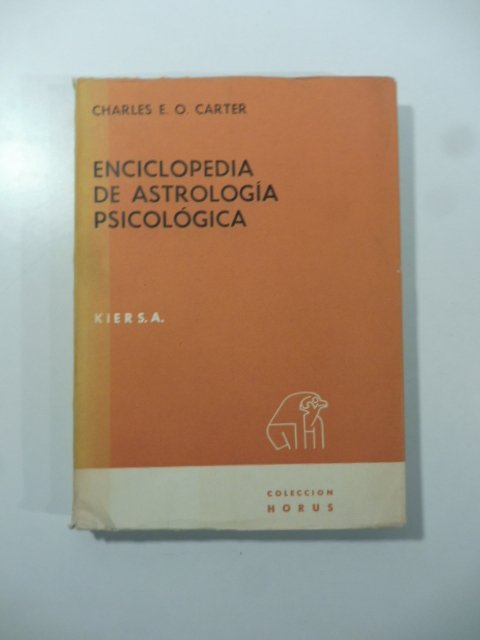 CHARLES E. O. CARTER
ENCICLOPEDIA
DE ASTROLOGÍA
PSICOLÓGICA
KIER S. A.
COLECCION
HORUS